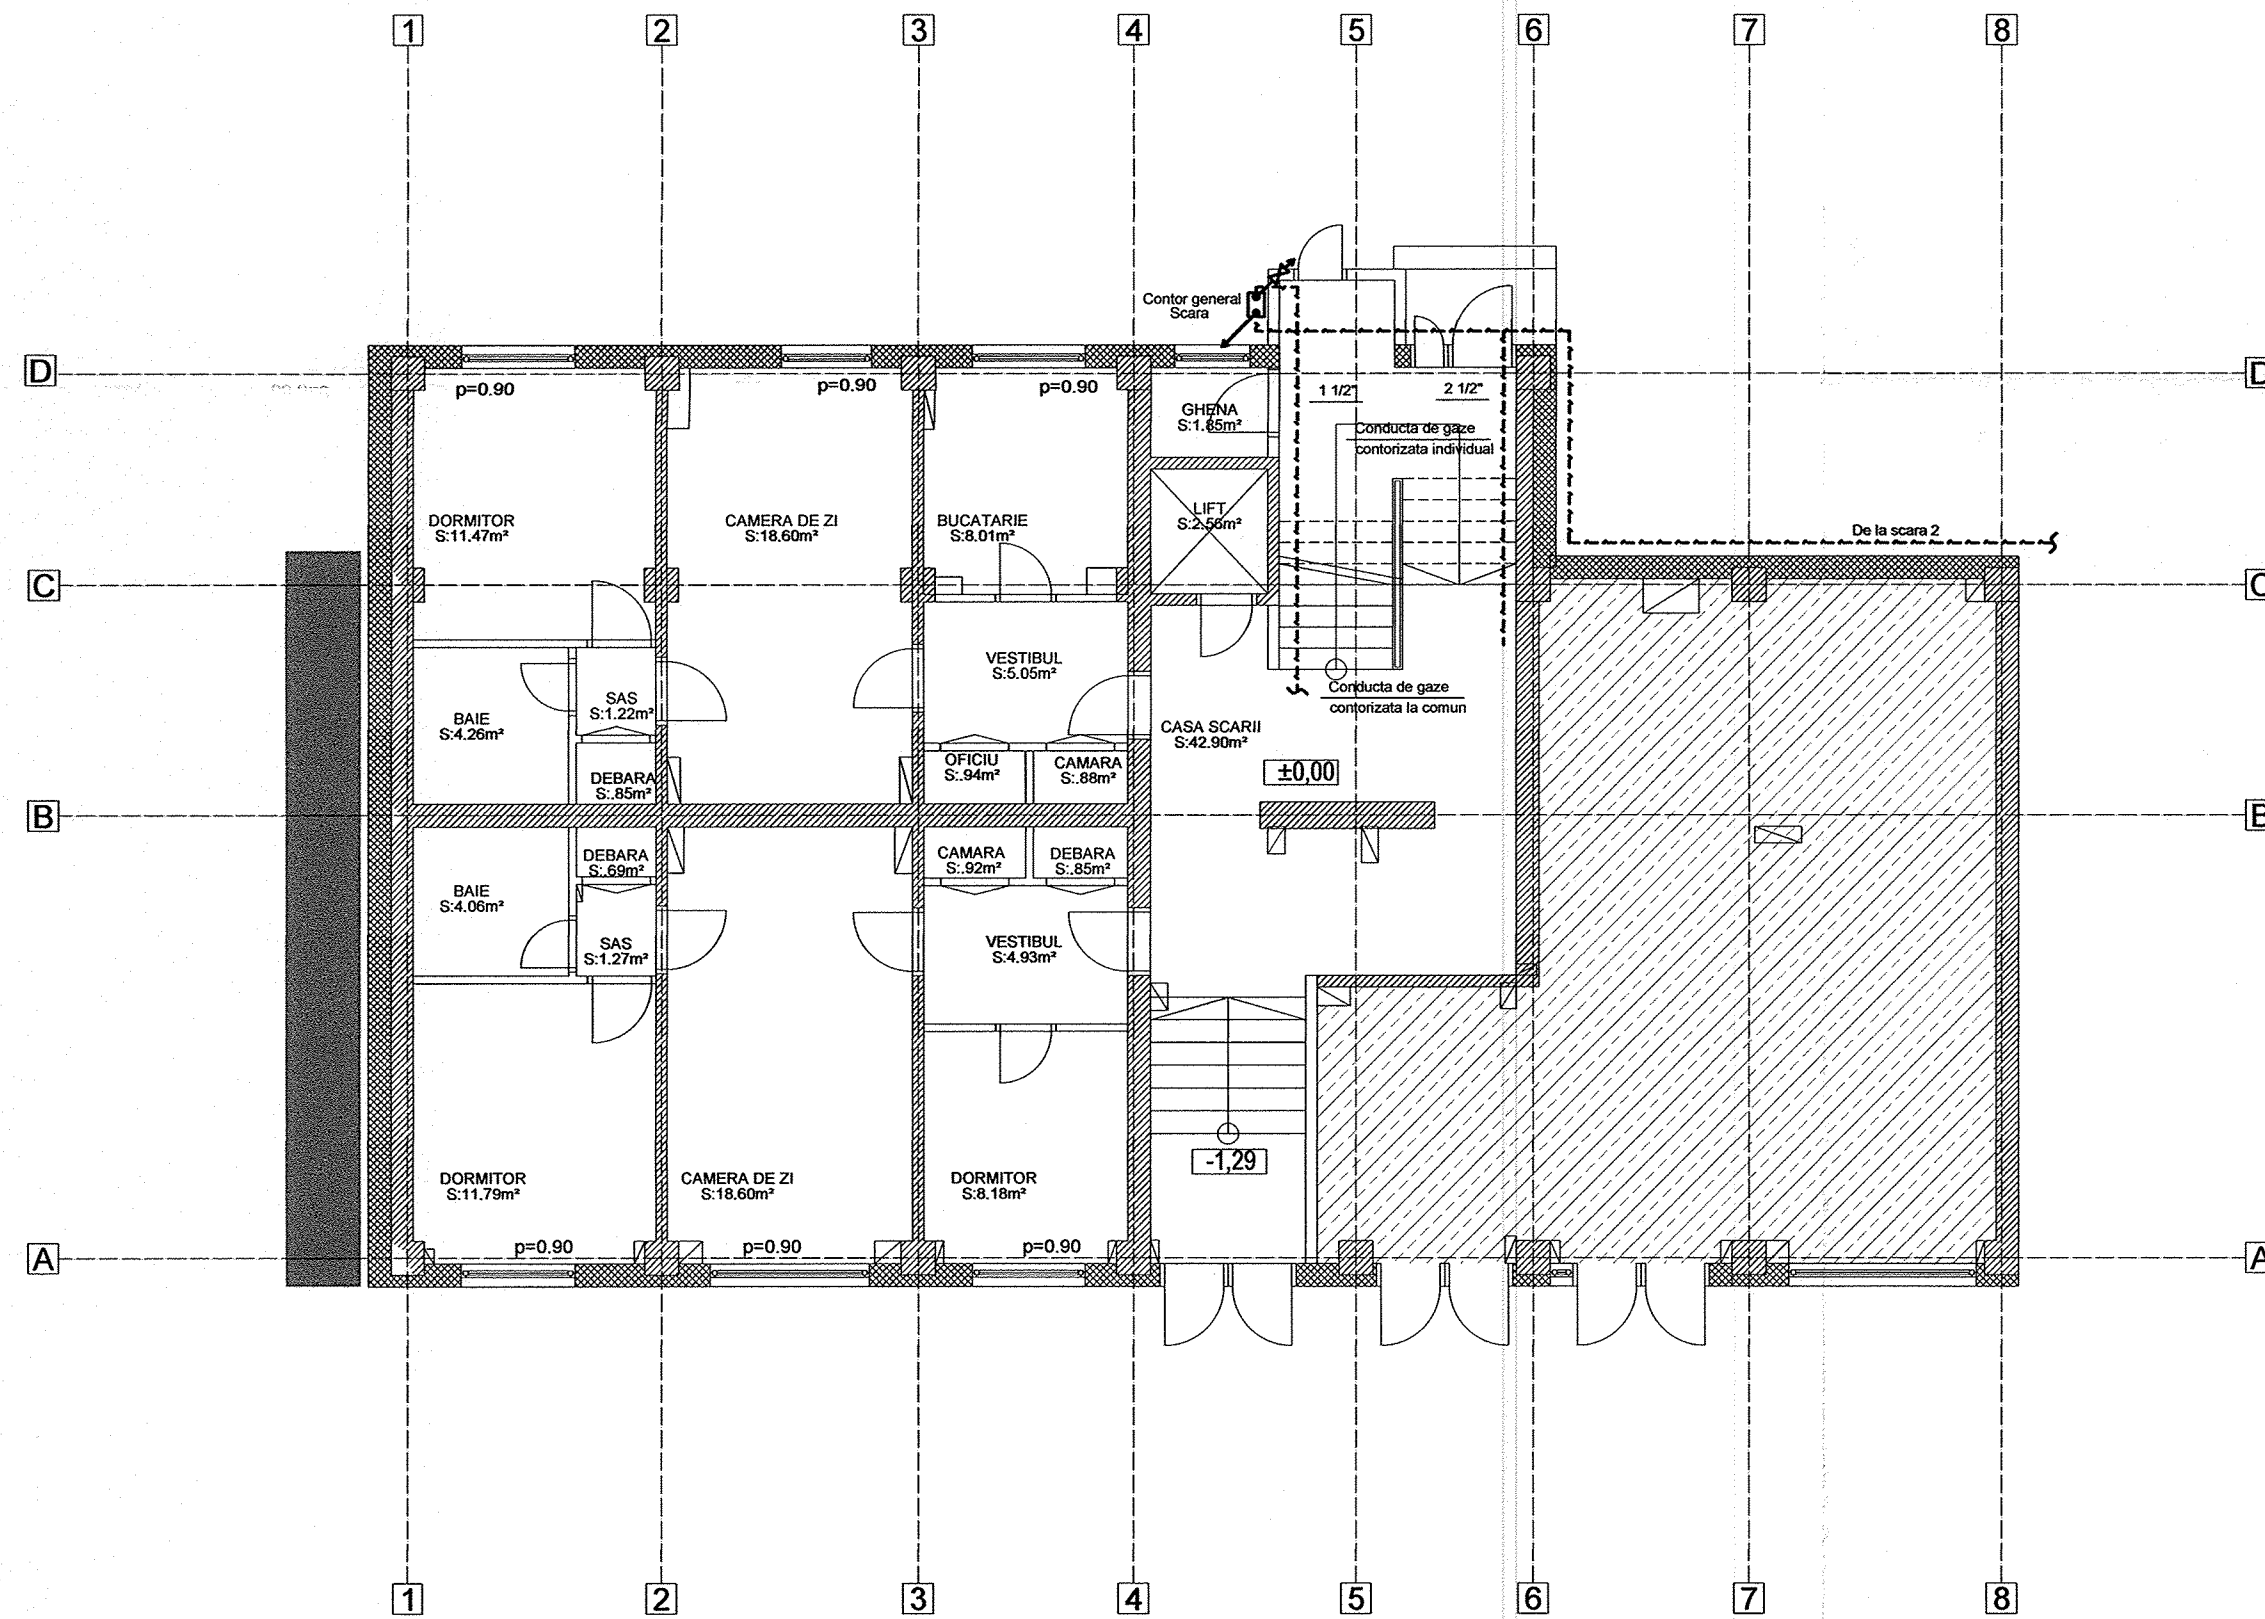 1 2 3 4 5 6 7 8
Contor general
Scara
D
D
p=0.90
p=0.90
p=0.90
1 1/2"
2 1/2"
GHENA
S:1.85m²
Conducta de gaze
contorizata individual
DORMITOR
S:11.47m²
CAMERA DE ZI
S:18.60m²
BUCATARIE
S:8.01m²
LIFT
S:2.56m²
De la scara 2
C
C
VESTIBUL
S:5.05m²
SAS
S:1.22m²
BAIE
S:4.26m²
Conducta de gaze
contorizata la comun
CASA SCARII
S:42.90m²
OFICIU
S:.94m²
CAMARA
S:.88m²
DEBARA
S:.85m²
±0,00
B
B
DEBARA
S:.69m²
CAMARA
S:.92m²
DEBARA
S:.85m²
BAIE
S:4.06m²
SAS
S:1.27m²
VESTIBUL
S:4.93m²
-1,29
DORMITOR
S:11.79m²
CAMERA DE ZI
S:18.60m²
DORMITOR
S:8.18m²
p=0.90
p=0.90
p=0.90
A
A
1 2 3 4 5 6 7 8